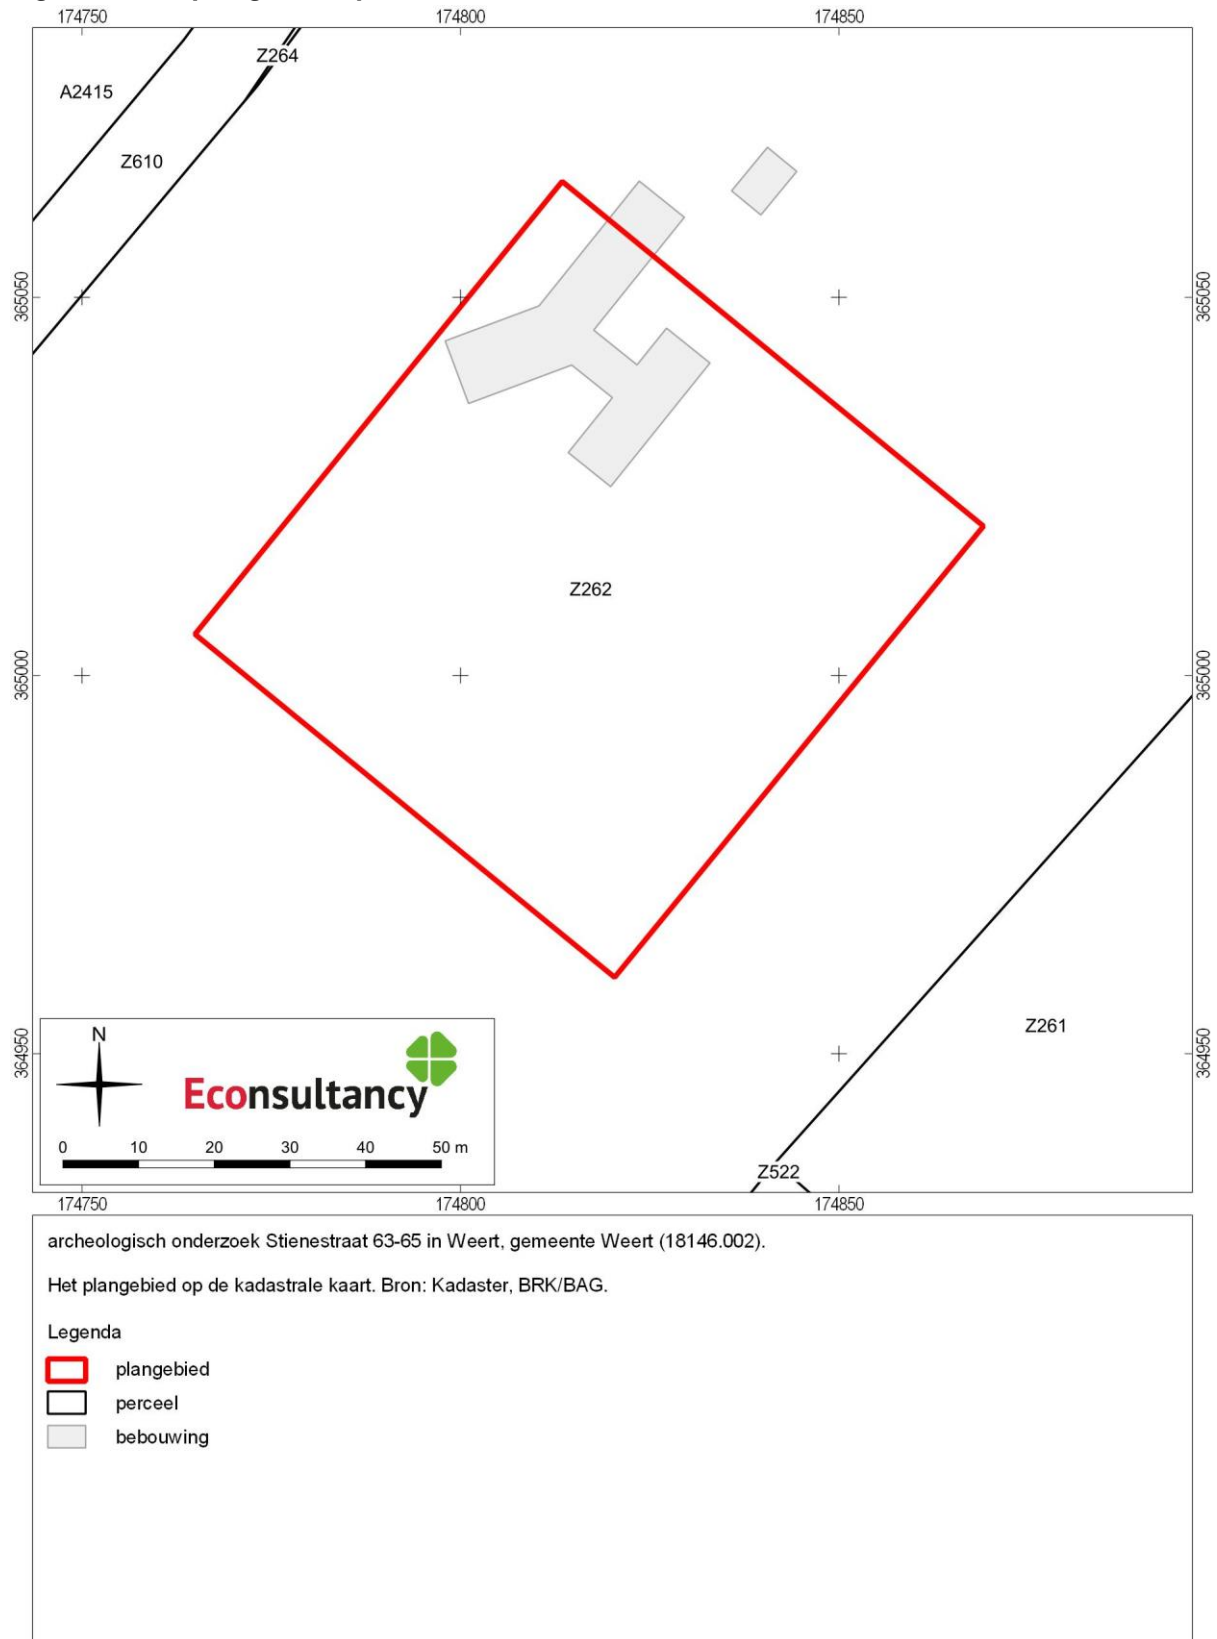 174750 174800 174850
Z264
A2415
Z610
365050 365050
Z262
365000 365000
Z261
364950 364950
N
Econsultancy
0 10 20 30 40 50 m
Z522
174750 174800 174850
archeologisch onderzoek Stienestraat 63-65 in Weert, gemeente Weert (18146.002).
Het plangebied op de kadastrale kaart. Bron: Kadaster, BRK/BAG.
Legenda
plangebied
perceel
bebouwing